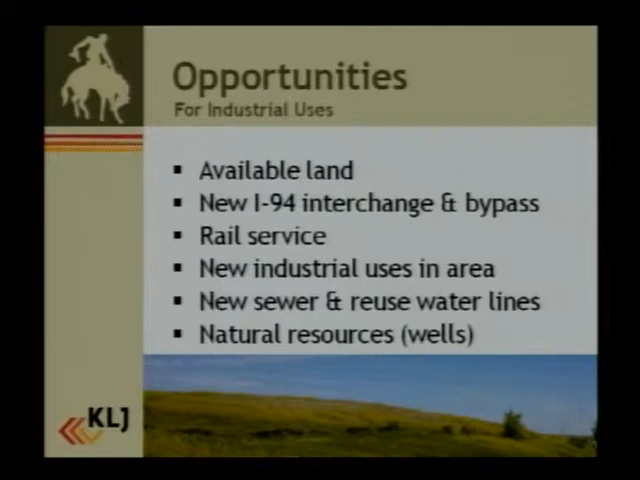 Opportunities
For Industrial Uses
▪ Available land
▪ New I-94 interchange & bypass
▪ Rail service
▪ New industrial uses in area
▪ New sewer & reuse water lines
▪ Natural resources (wells)
KLJ